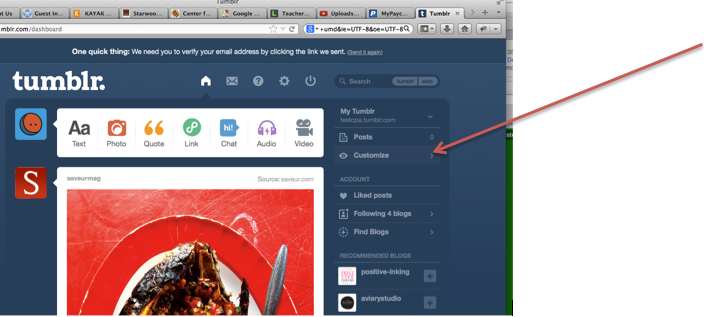 Tumblr
ut Us
Guest In...
KAYAK
Starwoo...
Center f...
Google ...
Teacher...
Uploads...
MyPayc...
Tumblr
mblr.com/dashboard
+umd&ie=UTF-8&oe=UTF-8
One quick thing: We need you to verify your email address by clicking the link we sent. (Send it again)
tumblr.
Search
tumblr
web
My Tumblr
testcpe.tumblr.com
Aa
hi!
Text
Photo
Quote
Link
Chat
Audio
Video
Posts
0
Customize
ACCOUNT
S
saveurmag
Source: saveur.com
Liked posts
Following 4 blogs
Find Blogs
RECOMMENDED BLOGS
positive-inking
aviarystudio